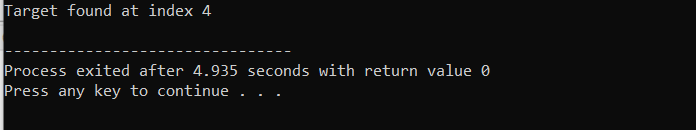 Target found at index 4
--------------------------------
Process exited after 4.935 seconds with return value 0
Press any key to continue . . .